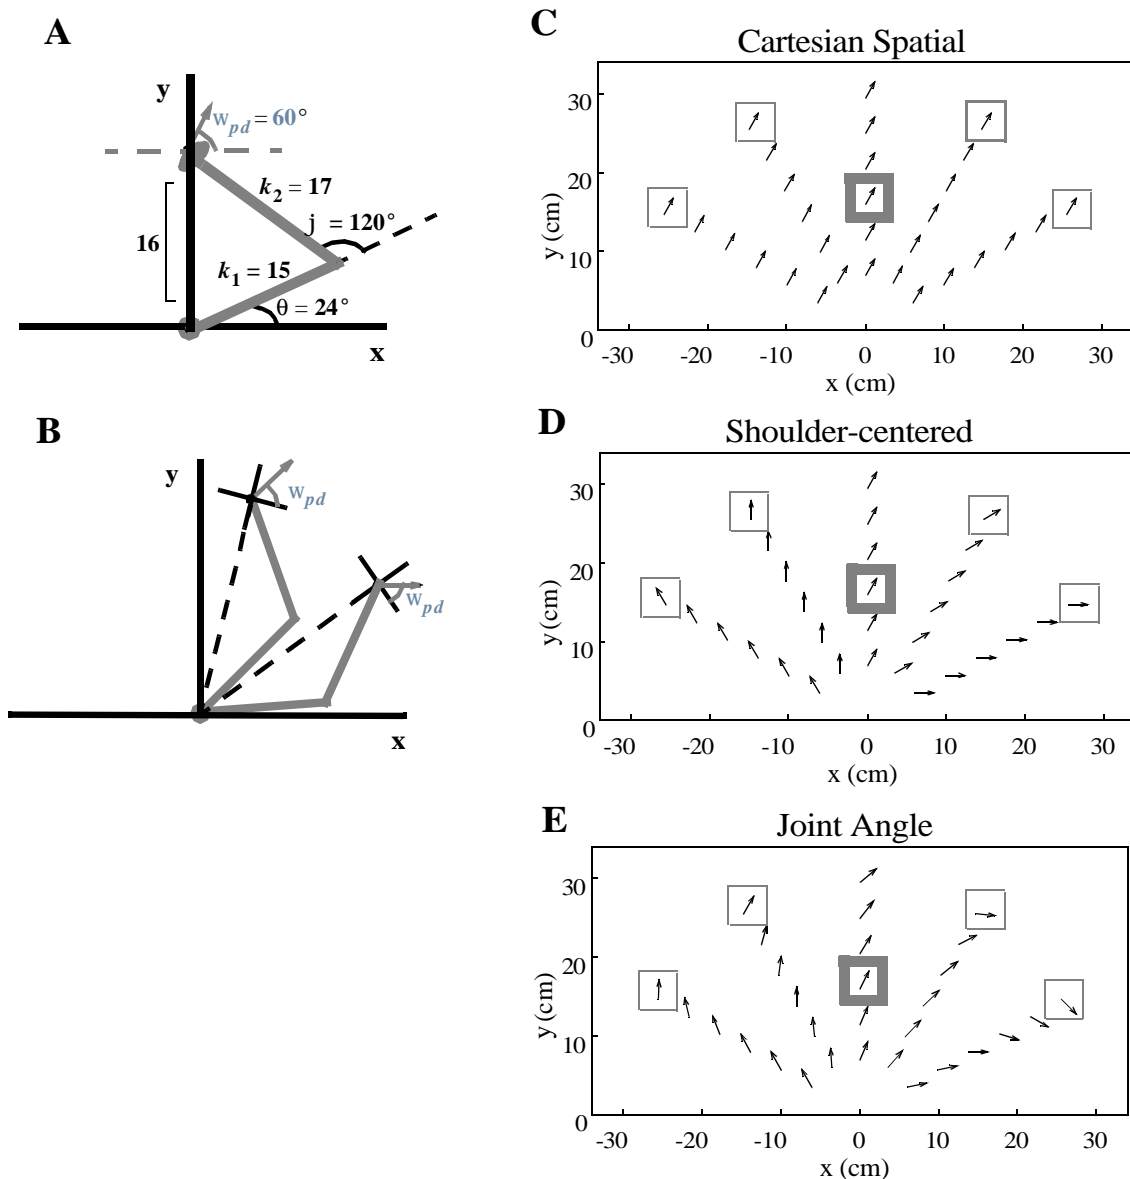 A
y
w_pd = 60°
k_2 = 17
j = 120°
16
k_1 = 15
θ = 24°
x
B
y
w_pd
w_pd
x
C
Cartesian Spatial
30
20
10
0
y (cm)
-30 -20 -10 0 10 20 30
x (cm)
D
Shoulder-centered
30
20
10
0
y (cm)
-30 -20 -10 0 10 20 30
x (cm)
E
Joint Angle
30
20
10
0
y (cm)
-30 -20 -10 0 10 20 30
x (cm)